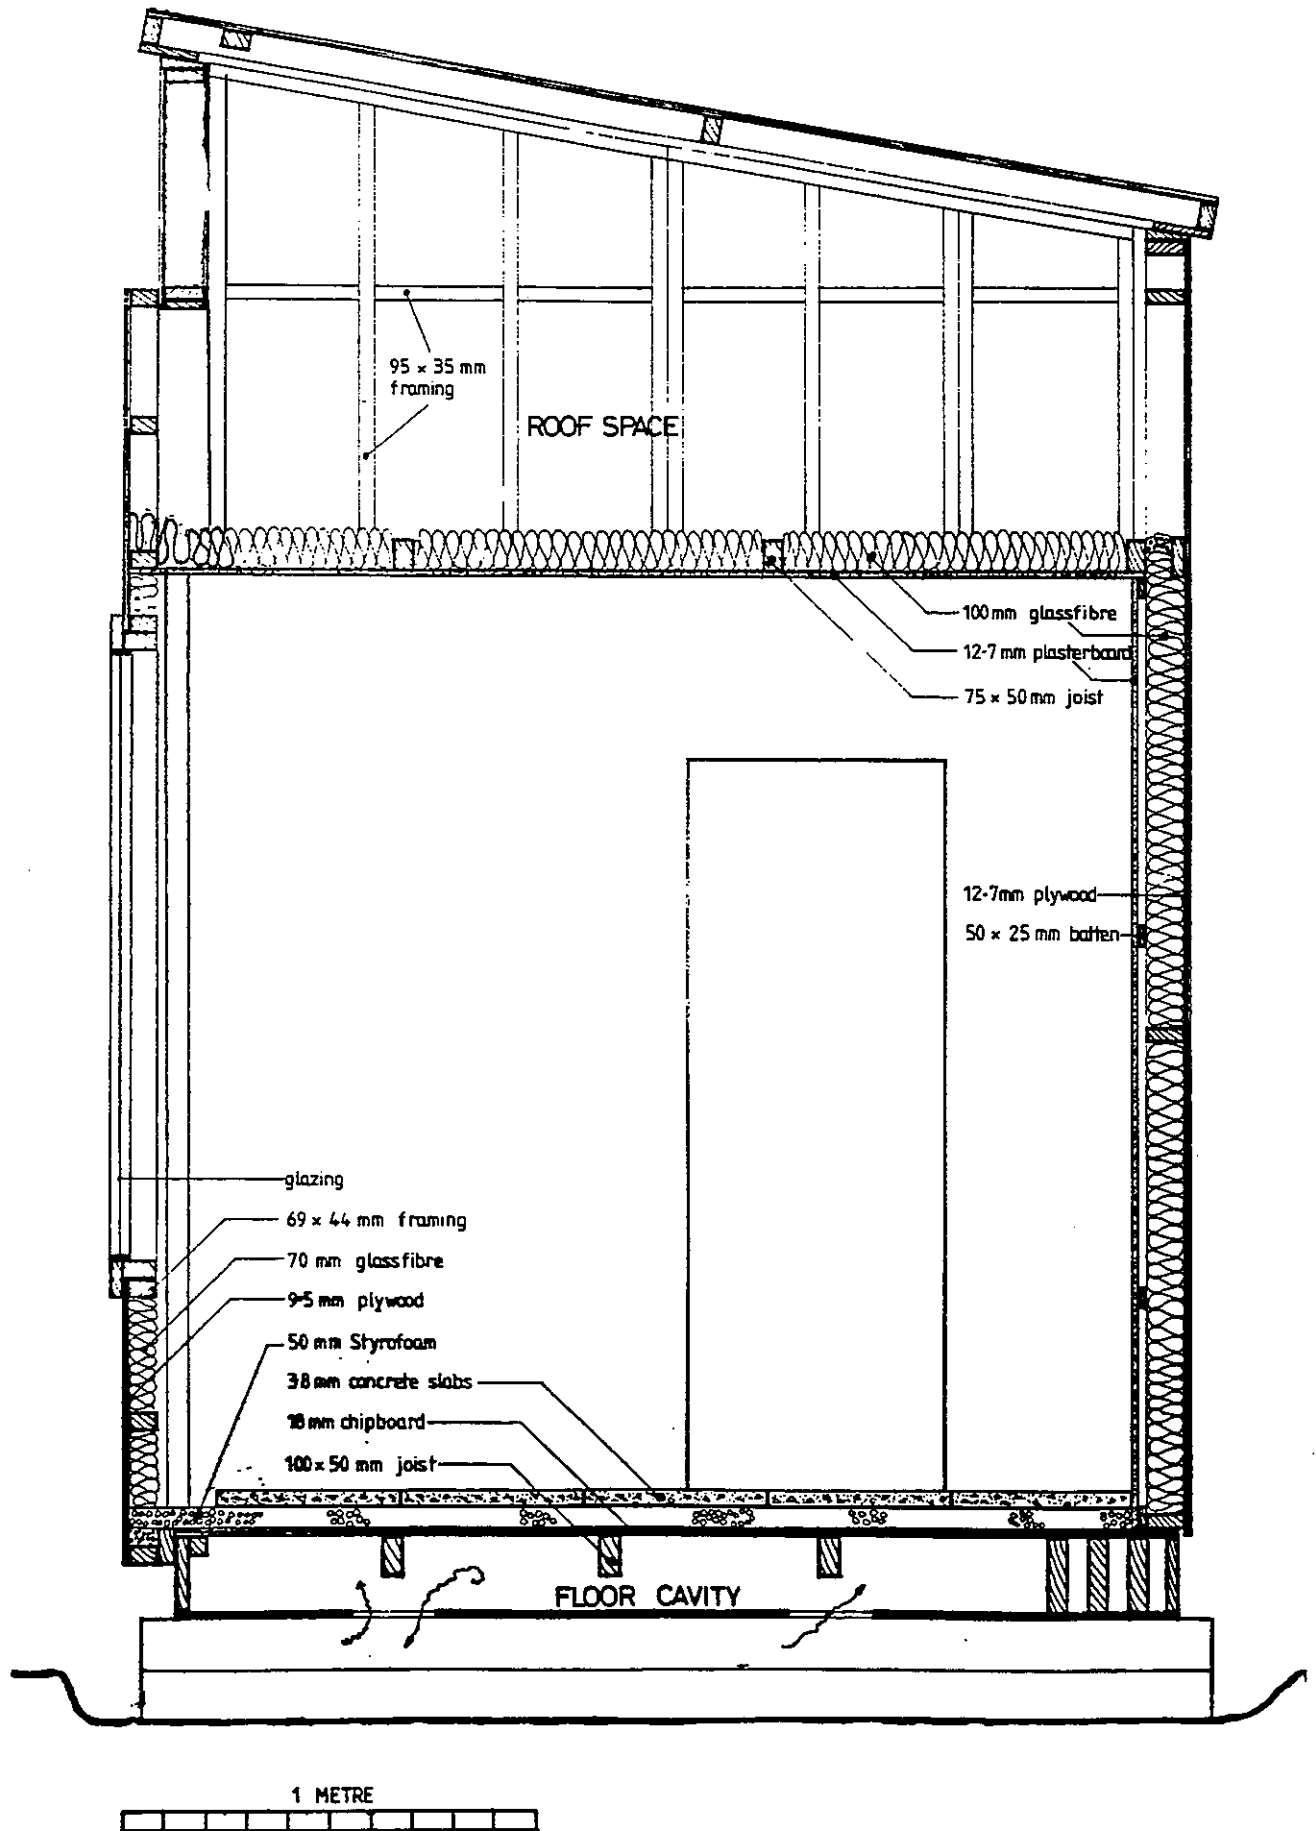 95 × 35 mm
framing
ROOF SPACE
100 mm glassfibre
12·7 mm plasterboard
75 × 50 mm joist
12·7mm plywood
50 × 25 mm batten
glazing
69 × 44 mm framing
70 mm glassfibre
9·5 mm plywood
50 mm Styrofoam
38 mm concrete slabs
18 mm chipboard
100 × 50 mm joist
FLOOR CAVITY
1 METRE